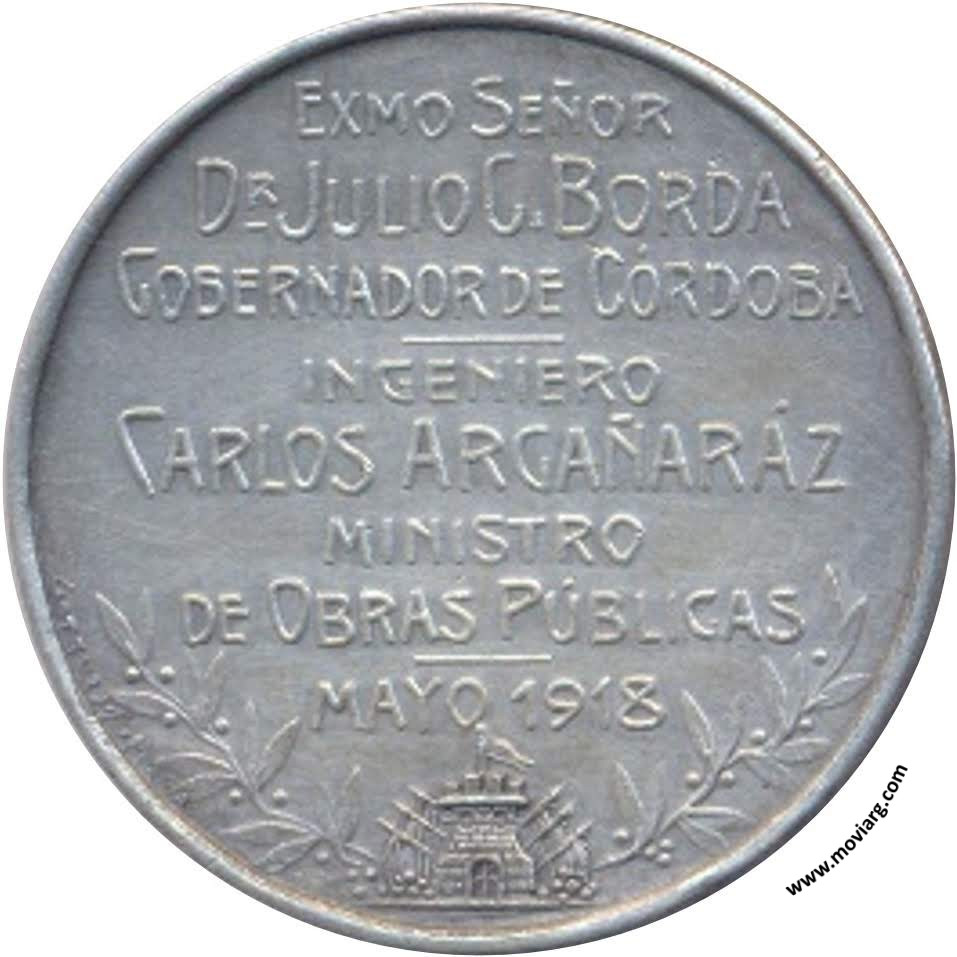 EXMO SEÑOR
DR. JULIO C. BORDA
GOBERNADOR DE CÓRDOBA
INGENIERO
CARLOS ARGAÑARÁZ
MINISTRO
DE OBRAS PÚBLICAS
MAYO 1918
www.moviarg.com